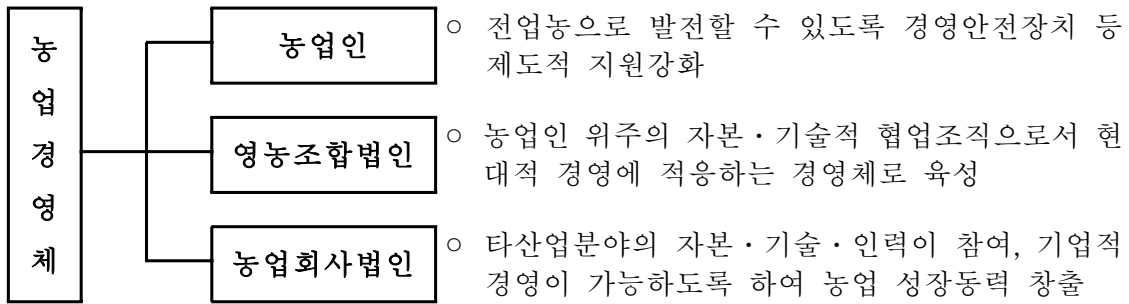 농업경영체
농업인
○ 전업농으로 발전할 수 있도록 경영안전장치 등
제도적 지원강화
영농조합법인
○ 농업인 위주의 자본·기술적 협업조직으로서 현
대적 경영에 적응하는 경영체로 육성
농업회사법인
○ 타산업분야의 자본·기술·인력이 참여, 기업적
경영이 가능하도록 하여 농업 성장동력 창출